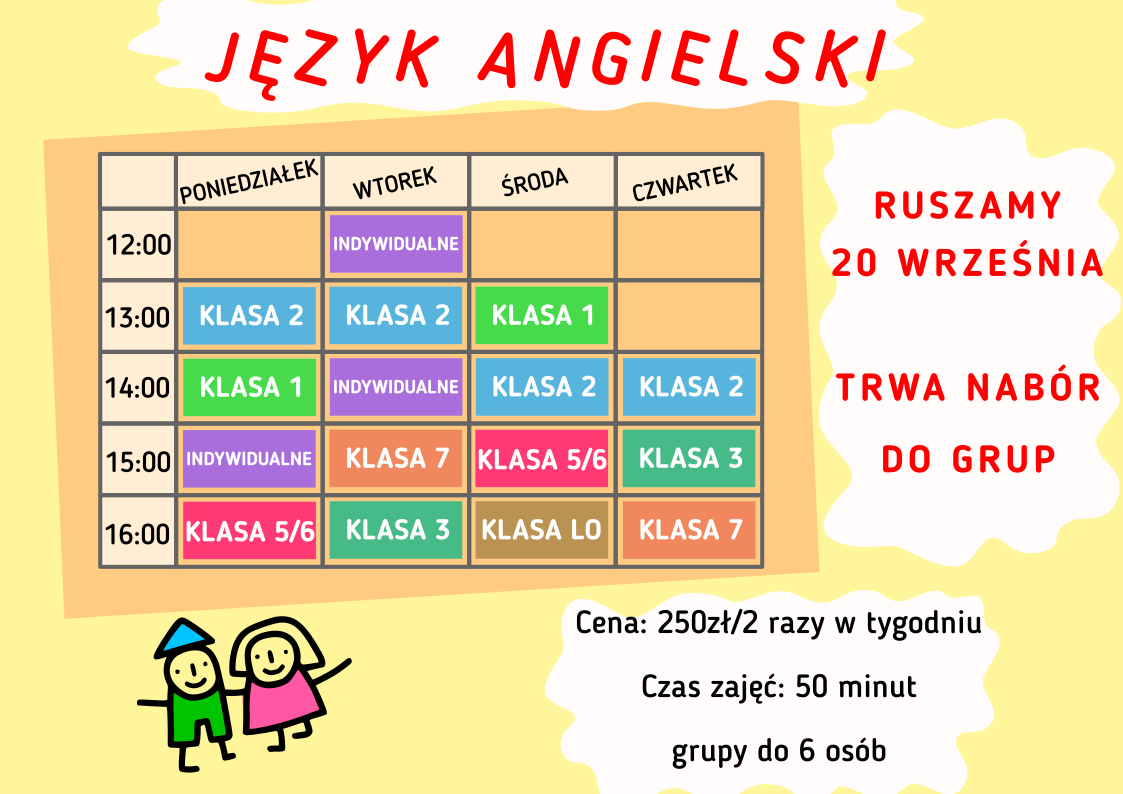 JĘZYK ANGIELSKI
PONIEDZIAŁEK WTOREK ŚRODA CZWARTEK
12:00 INDYWIDUALNE
13:00 KLASA 2 KLASA 2 KLASA 1
14:00 KLASA 1 INDYWIDUALNE KLASA 2 KLASA 2
15:00 INDYWIDUALNE KLASA 7 KLASA 5/6 KLASA 3
16:00 KLASA 5/6 KLASA 3 KLASA LO KLASA 7
RUSZAMY
20 WRZEŚNIA
TRWA NABÓR
DO GRUP
Cena: 250zł/2 razy w tygodniu
Czas zajęć: 50 minut
grupy do 6 osób